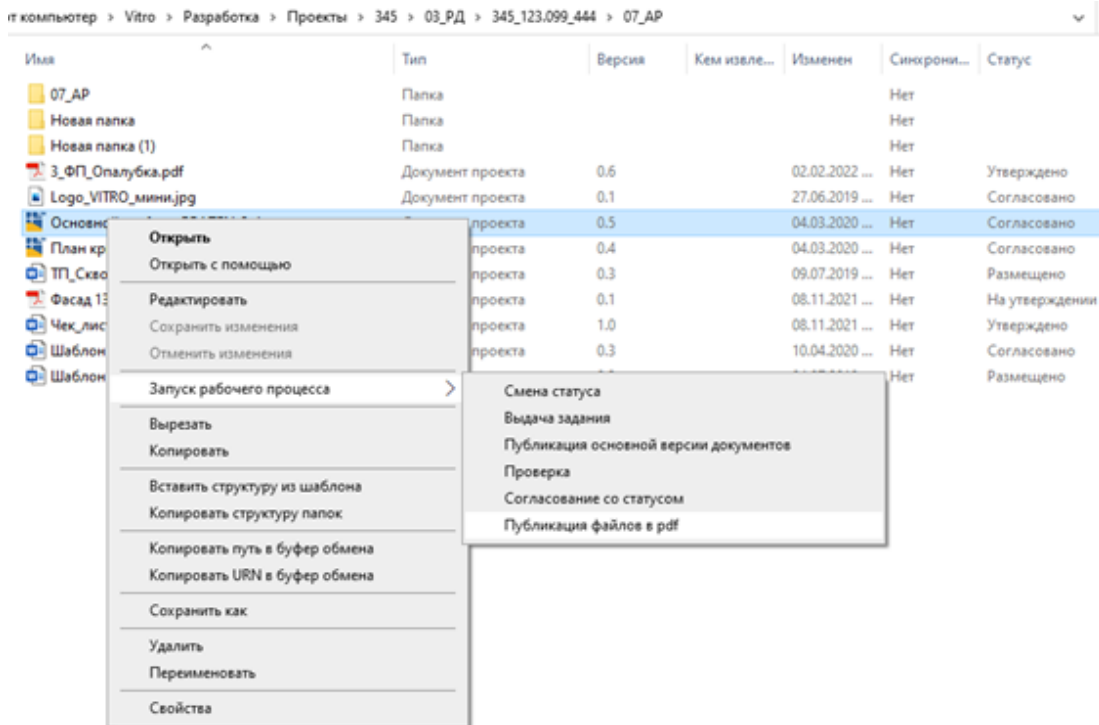 т компьютер > Vitro > Разработка > Проекты > 345 > 03_РД > 345_123.099_444 > 07_АР
Имя Тип Версия Кем извле... Изменен Синхрони... Статус
07_АР Папка Нет
Новая папка Папка Нет
Новая папка (1) Папка Нет
3_ФП_Опалубка.pdf Документ проекта 0.6 02.02.2022 ... Нет Утверждено
Logo_VITRO_мини.jpg Документ проекта 0.1 27.06.2019 ... Нет Согласовано
Основно проекта 0.5 04.03.2020 ... Нет Согласовано
План кр проекта 0.4 04.03.2020 ... Нет Согласовано
ТП_Скво проекта 0.3 09.07.2019 ... Нет Размещено
Фасад 13 проекта 0.1 08.11.2021 ... Нет На утверждении
Чек_лис проекта 1.0 08.11.2021 ... Нет Утверждено
Шаблон проекта 0.3 10.04.2020 ... Нет Согласовано
Шаблон Нет Размещено
Открыть
Открыть с помощью
Редактировать
Сохранить изменения
Отменить изменения
Запуск рабочего процесса
Вырезать
Копировать
Вставить структуру из шаблона
Копировать структуру папок
Копировать путь в буфер обмена
Копировать URN в буфер обмена
Сохранить как
Удалить
Переименовать
Свойства
Смена статуса
Выдача задания
Публикация основной версии документов
Проверка
Согласование со статусом
Публикация файлов в pdf